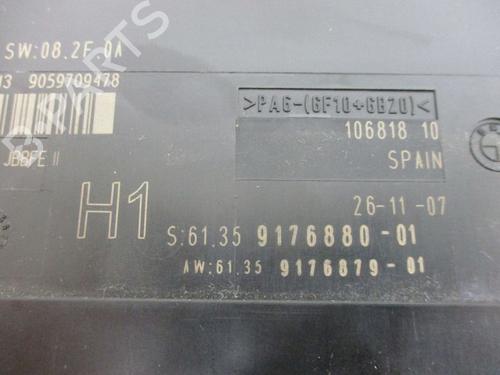 SW:08.2F.0A
9059709478
JBBFE II
>PA6-(GF10+GB20)<
106818 10
SPAIN
H1
26-11-07
S:61.35 9176880-01
AW:61.35 9176879-01